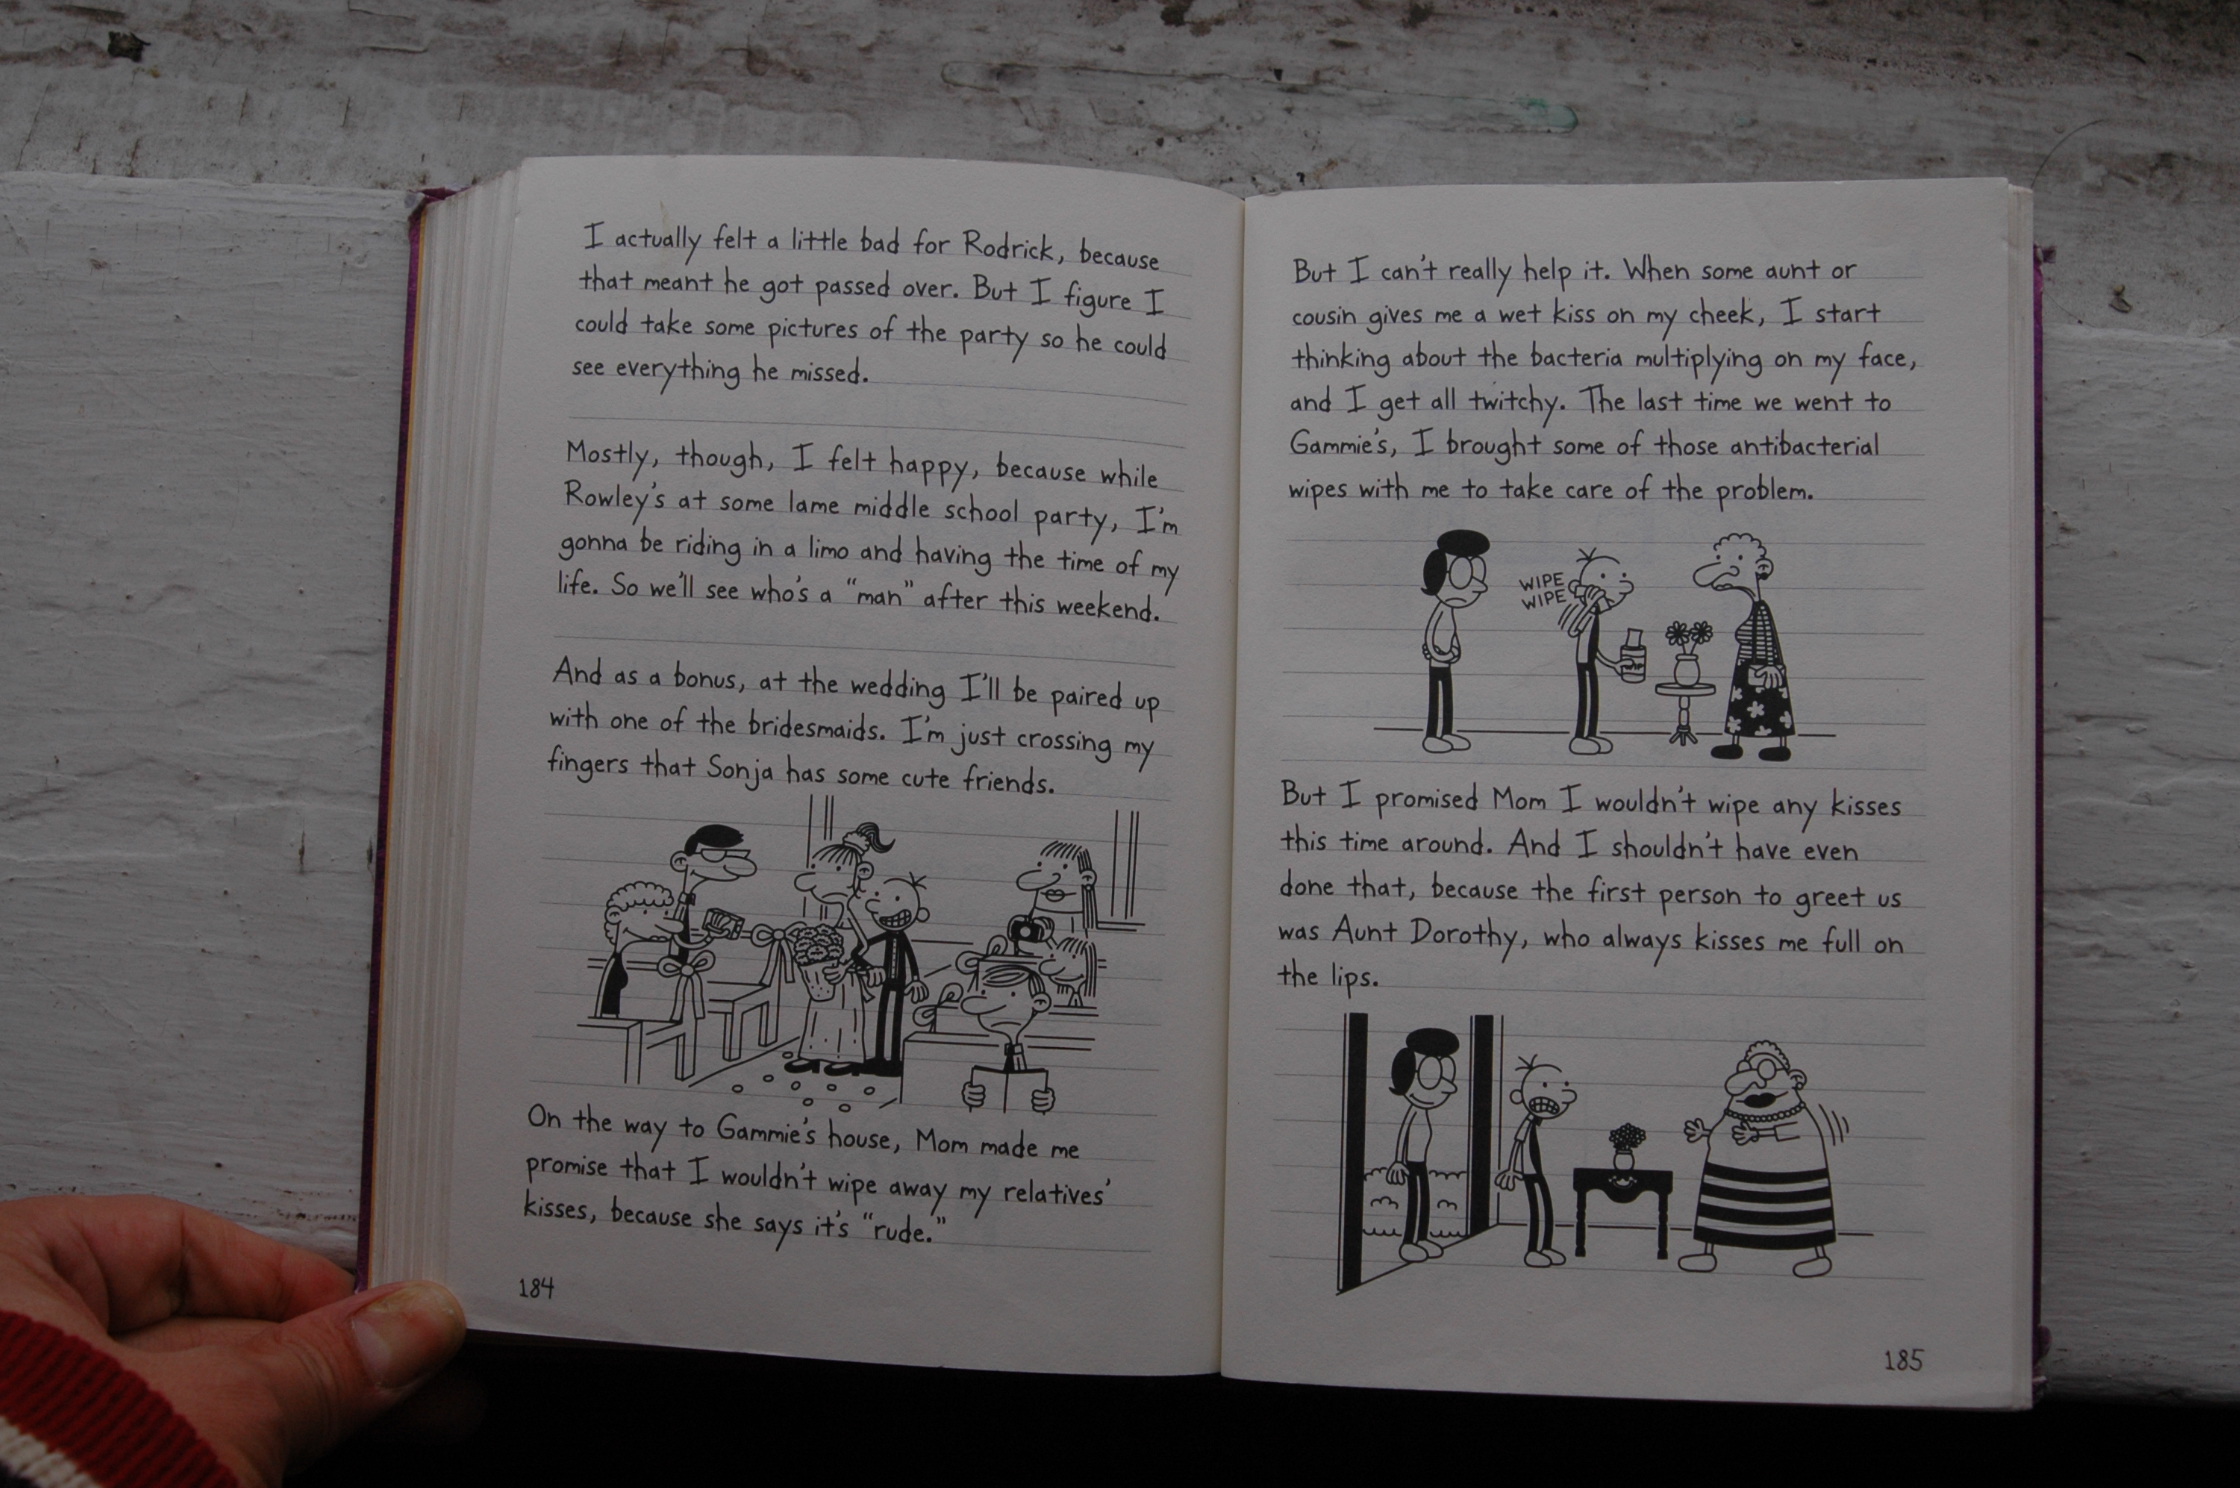 I actually felt a little bad for Rodrick, because
that meant he got passed over. But I figure I
could take some pictures of the party so he could
see everything he missed.
Mostly, though, I felt happy, because while
Rowley's at some lame middle school party, I'm
gonna be riding in a limo and having the time of my
life. So we'll see who's a "man" after this weekend.
And as a bonus, at the wedding I'll be paired up
with one of the bridesmaids. I'm just crossing my
fingers that Sonja has some cute friends.
On the way to Gammie's house, Mom made me
promise that I wouldn't wipe away my relatives'
kisses, because she says it's "rude."
184
But I can't really help it. When some aunt or
cousin gives me a wet kiss on my cheek, I start
thinking about the bacteria multiplying on my face,
and I get all twitchy. The last time we went to
Gammie's, I brought some of those antibacterial
wipes with me to take care of the problem.
WIPE
WIPE
But I promised Mom I wouldn't wipe any kisses
this time around. And I shouldn't have even
done that, because the first person to greet us
was Aunt Dorothy, who always kisses me full on
the lips.
185